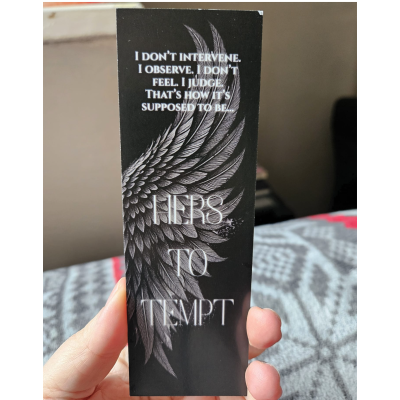 I DON'T INTERVENE.
I OBSERVE. I DON'T
FEEL. I JUDGE.
THAT'S HOW IT'S
SUPPOSED TO BE...
HERS
TO
TEMPT